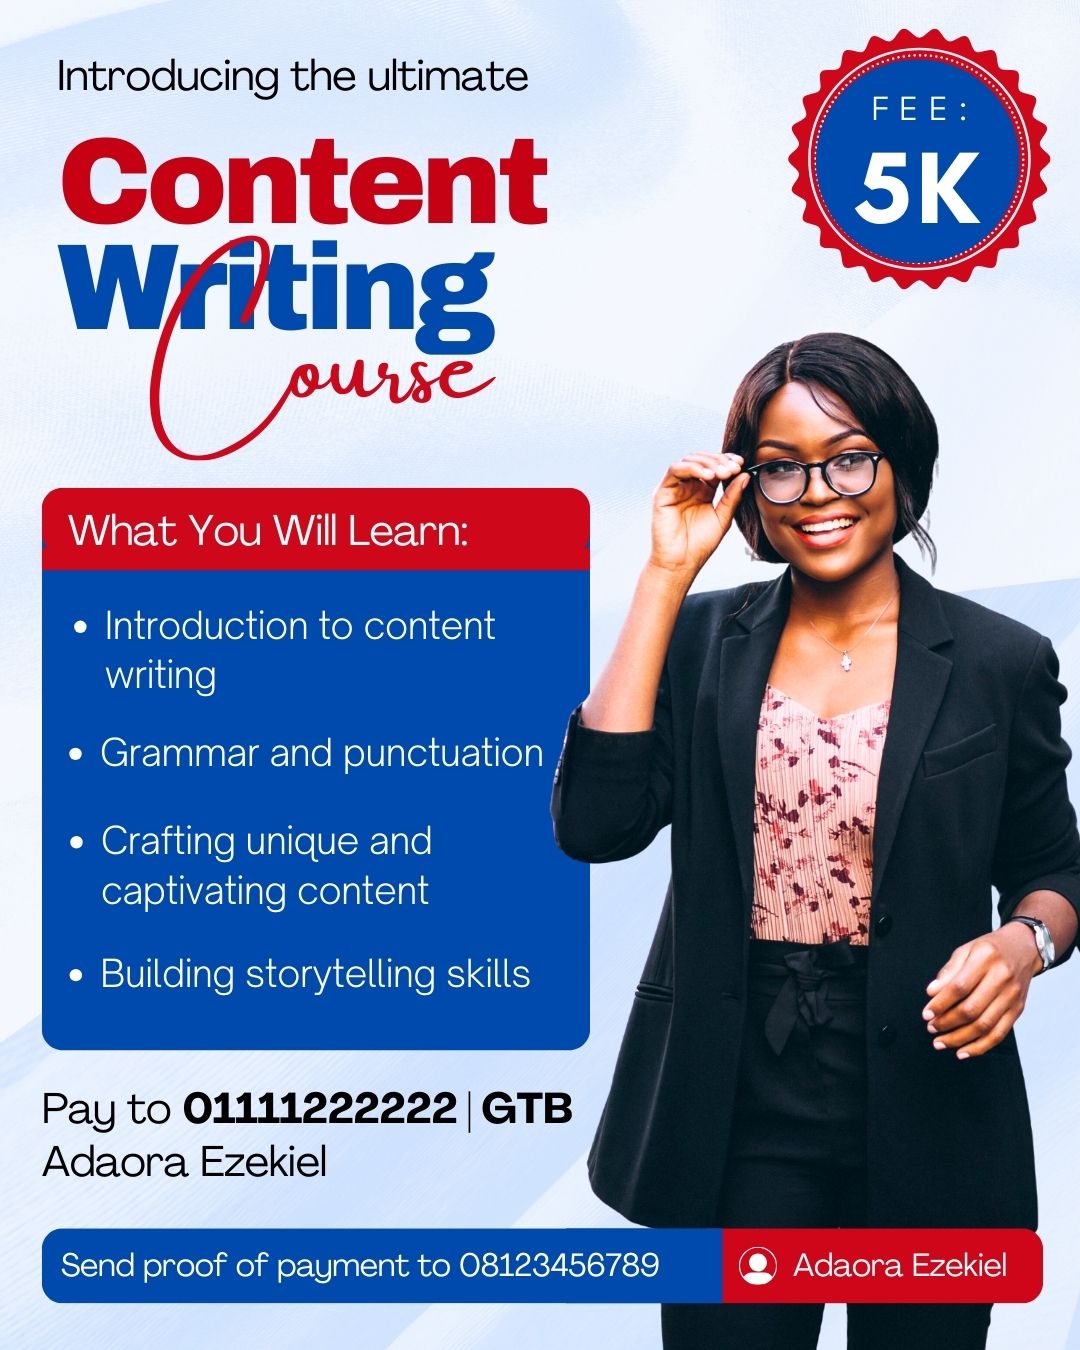 Introducing the ultimate
FEE:
5K
Content
Writing
Course
What You Will Learn:
• Introduction to content
writing
• Grammar and punctuation
• Crafting unique and
captivating content
• Building storytelling skills
Pay to 01111222222 | GTB
Adaora Ezekiel
Send proof of payment to 08123456789
Adaora Ezekiel